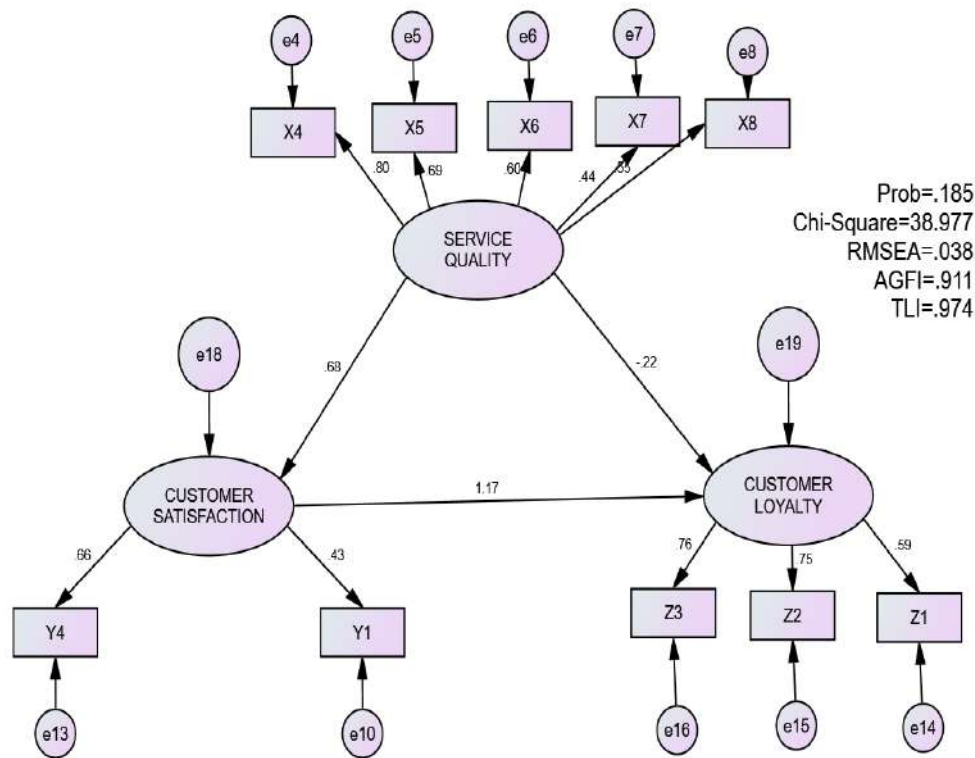 e4
e5
e6
e7
e8
X4
X5
X6
X7
X8
.80
69
.60
.44
.55
SERVICE
QUALITY
Prob=.185
Chi-Square=38.977
RMSEA=.038
AGFI=.911
TLI=.974
e18
e19
.68
-.22
CUSTOMER
SATISFACTION
1.17
CUSTOMER
LOYALTY
.66
.43
.76
.75
.59
Y4
Y1
Z3
Z2
Z1
e13
e10
e16
e15
e14